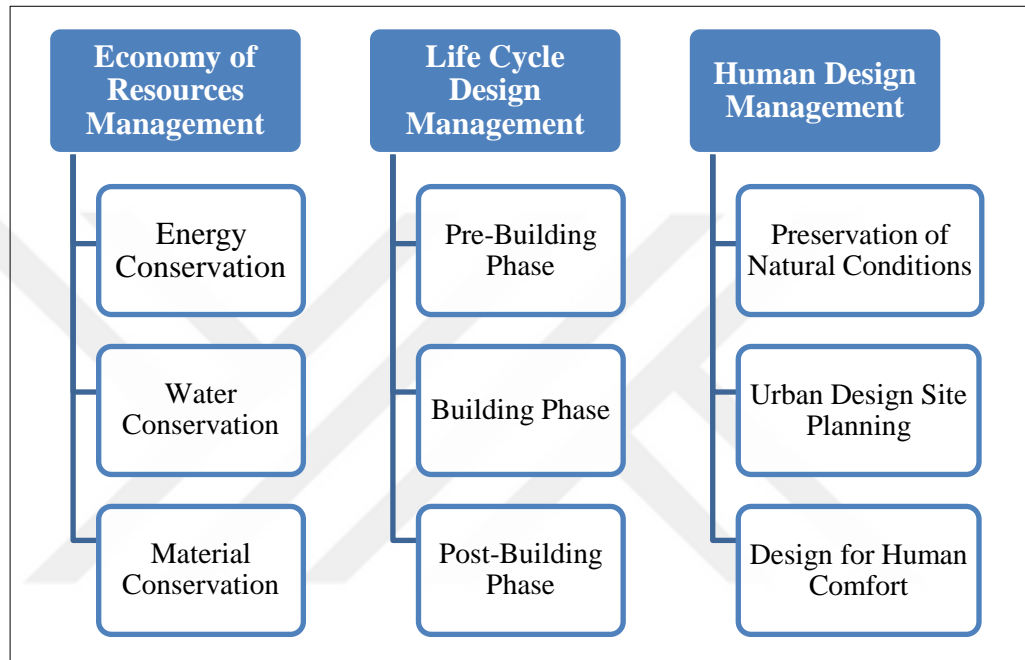 Economy of
Resources
Management
Energy
Conservation
Water
Conservation
Material
Conservation
Life Cycle
Design
Management
Pre-Building
Phase
Building Phase
Post-Building
Phase
Human Design
Management
Preservation of
Natural Conditions
Urban Design Site
Planning
Design for Human
Comfort